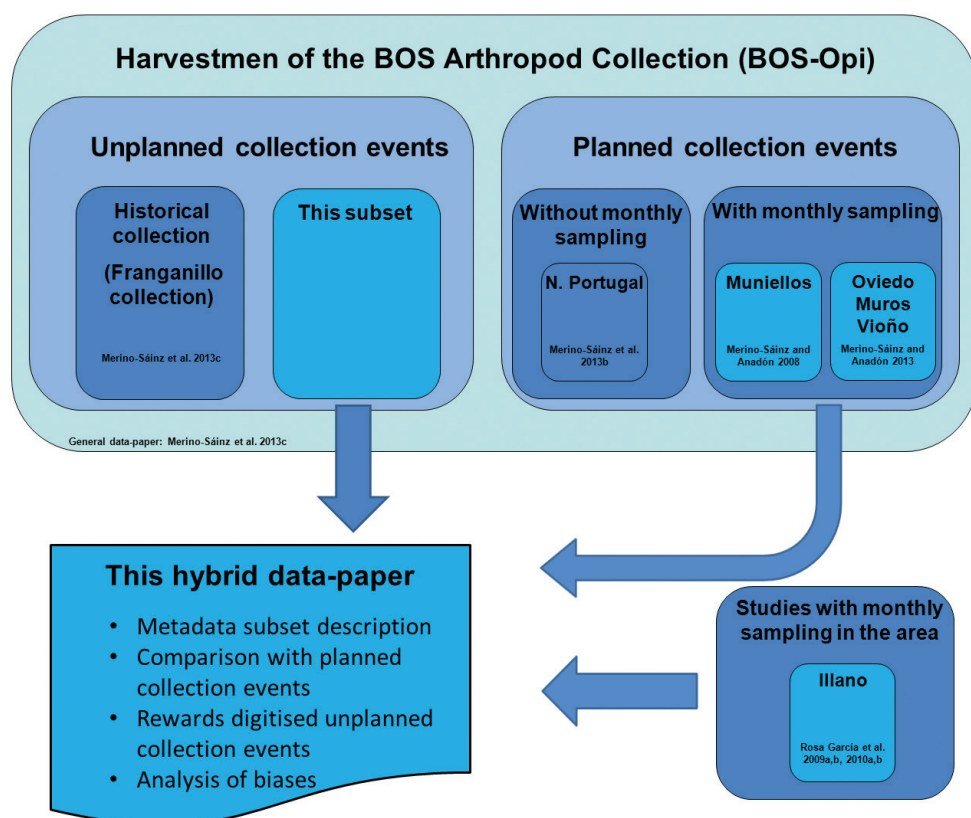 Harvestmen of the BOS Arthropod Collection (BOS-Opi)
Unplanned collection events
Historical
collection
(Franganillo
collection)
Merino-Sáinz et al. 2013c
This subset
Planned collection events
Without monthly
sampling
N. Portugal
Merino-Sáinz et al.
2013b
With monthly sampling
Muniellos
Merino-Sáinz and
Anadón 2008
Oviedo
Muros
Vioño
Merino-Sáinz and
Anadón 2013
General data-paper: Merino-Sáinz et al. 2013c
This hybrid data-paper
• Metadata subset description
• Comparison with planned
collection events
• Rewards digitised unplanned
collection events
• Analysis of biases
Studies with monthly
sampling in the area
Illano
Rosa García et al.
2009a,b, 2010a,b